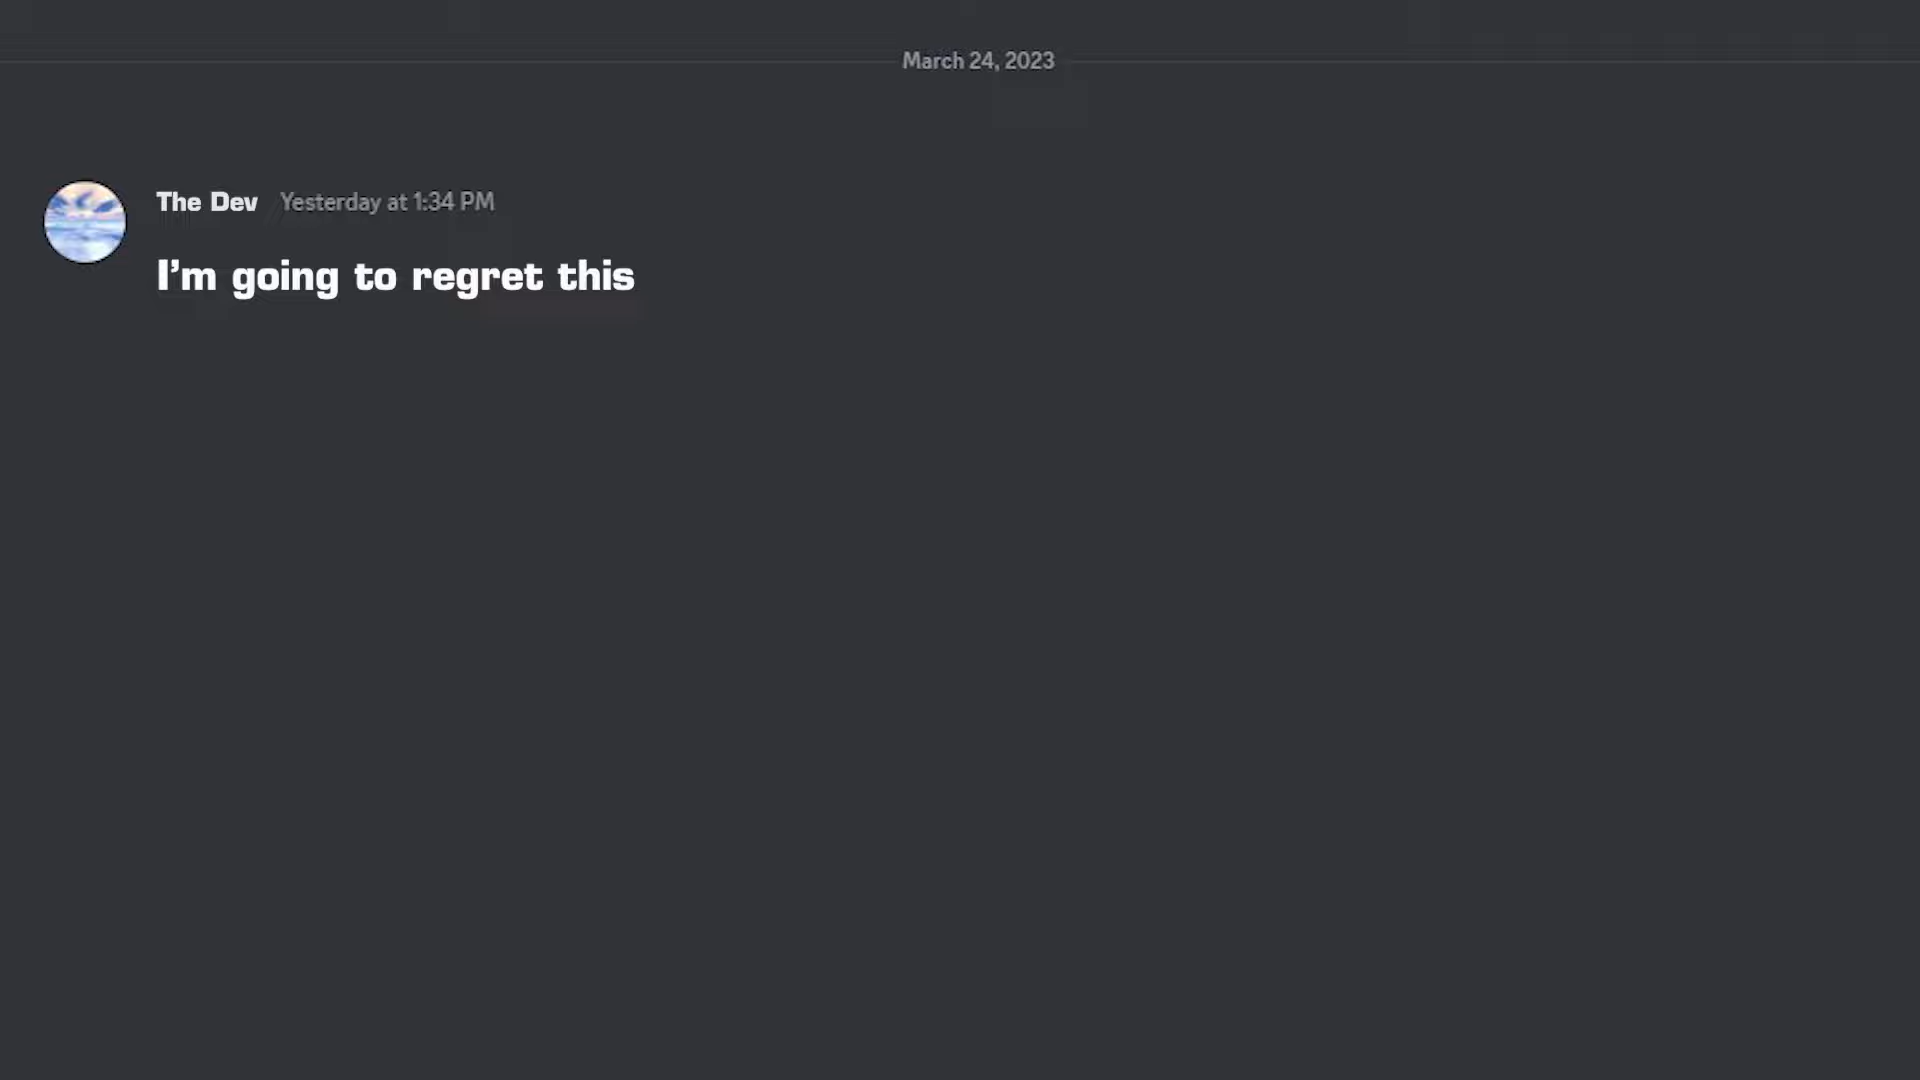 March 24, 2023
The Dev Yesterday at 1:34 PM
I’m going to regret this